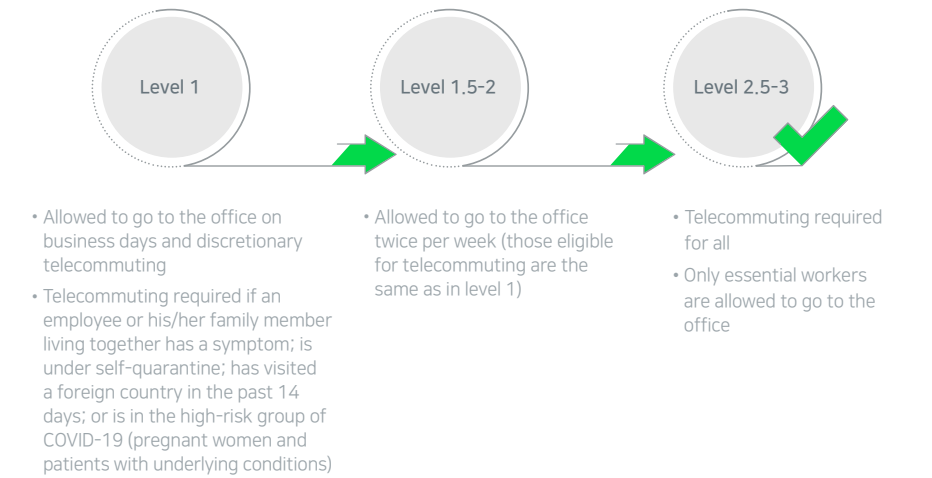 Level 1
Level 1.5-2
Level 2.5-3
• Allowed to go to the office on
business days and discretionary
telecommuting
• Telecommuting required if an
employee or his/her family member
living together has a symptom; is
under self-quarantine; has visited
a foreign country in the past 14
days; or is in the high-risk group of
COVID-19 (pregnant women and
patients with underlying conditions)
• Allowed to go to the office
twice per week (those eligible
for telecommuting are the
same as in level 1)
• Telecommuting required
for all
• Only essential workers
are allowed to go to the
office